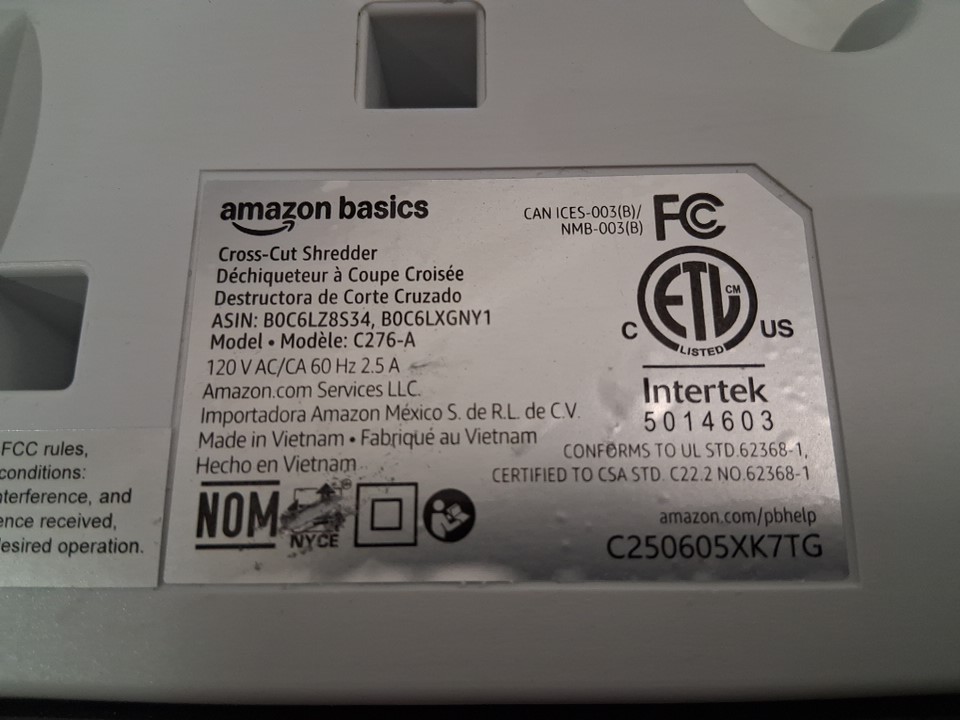 amazon basics
Cross-Cut Shredder
Déchiqueteur à Coupe Croisée
Destructora de Corte Cruzado
ASIN: B0C6LZ8S34, B0C6LXGNY1
Model • Modèle: C276-A
120 V AC/CA 60 Hz 2.5 A
Amazon.com Services LLC.
Importadora Amazon México S. de R.L. de C.V.
Made in Vietnam • Fabriqué au Vietnam
Hecho en Vietnam
NOM
NYCE
CAN ICES-003(B)/
NMB-003(B)
FC
ETL CM
C US
LISTED
Intertek
5014603
CONFORMS TO UL STD.62368-1,
CERTIFIED TO CSA STD. C22.2 NO.62368-1
amazon.com/pbhelp
C250605XK7TG
FCC rules,
conditions:
nterference, and
ence received,
esired operation.